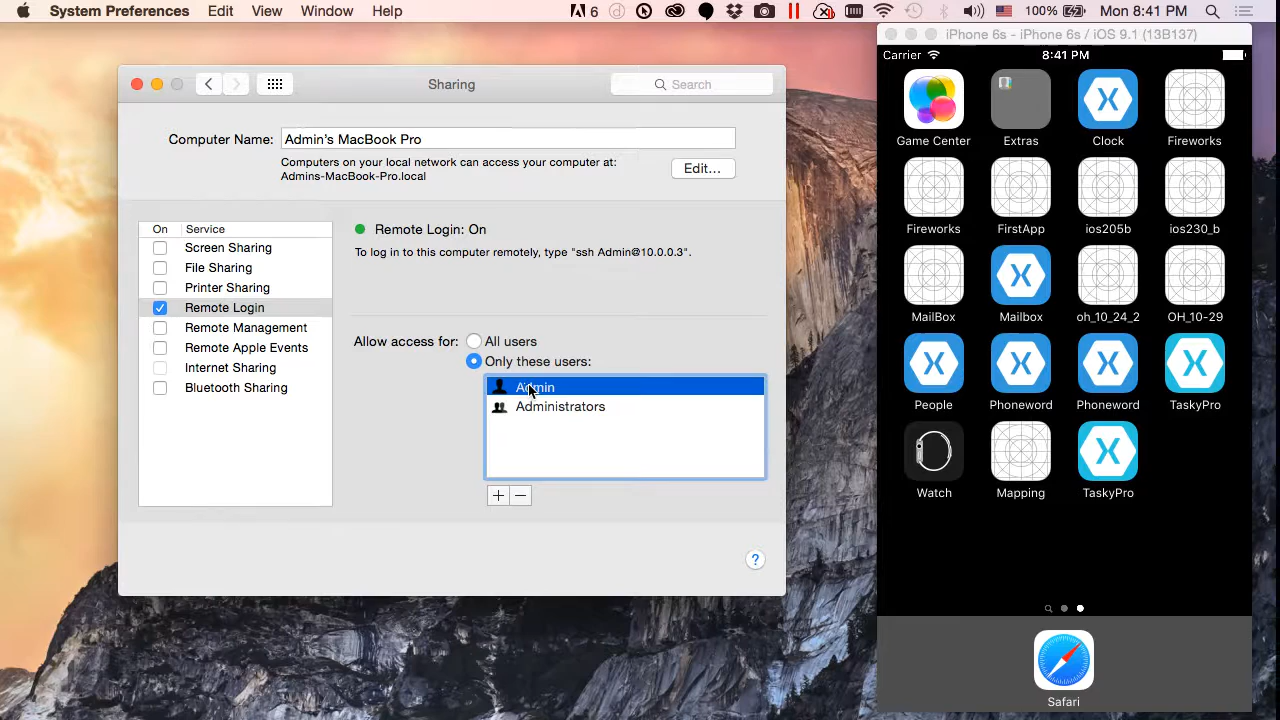 System Preferences Edit View Window Help 6 100% Mon 8:41 PM
Sharing
Search
Computer Name: Admin's MacBook Pro
Computers on your local network can access your computer at:
Admins-MacBook-Pro.local
Edit...
On Service
Screen Sharing
File Sharing
Printer Sharing
Remote Login
Remote Management
Remote Apple Events
Internet Sharing
Bluetooth Sharing
Remote Login: On
To log in to this computer remotely, type "ssh Admin@10.0.0.3".
Allow access for: All users
Only these users:
Admin
Administrators
+ −
?
iPhone 6s - iPhone 6s / iOS 9.1 (13B137)
Carrier 8:41 PM
Game Center Extras Clock Fireworks
Fireworks FirstApp ios205b ios230_b
MailBox Mailbox oh_10_24_2 OH_10-29
People Phoneword Phoneword TaskyPro
Watch Mapping TaskyPro
Safari